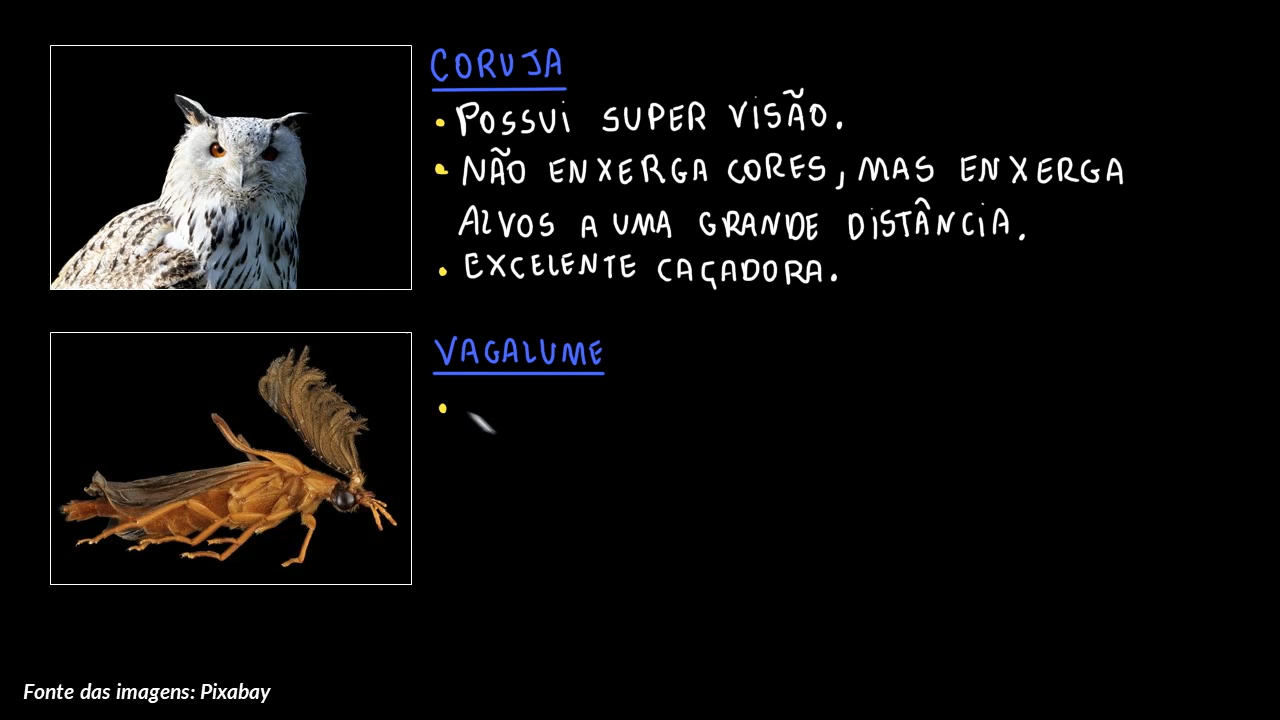 CORUJA
• POSSUI SUPER VISÃO.
• NÃO ENXERGA CORES, MAS ENXERGA
ALVOS A UMA GRANDE DISTÂNCIA.
• EXCELENTE CAÇADORA.
VAGALUME
•
Fonte das imagens: Pixabay